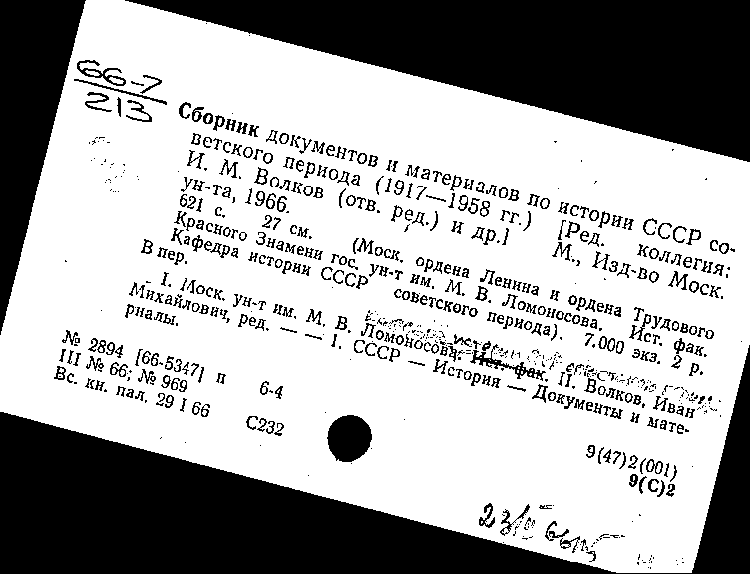 66-7
213
Сборник документов и материалов по истории СССР со-
ветского периода (1917—1958 гг.) [Ред. коллегия:
И. М. Волков (отв. ред.) и др.] М., Изд-во Моск.
ун-та, 1966.
621 с. 27 см. (Моск. ордена Ленина и ордена Трудового
Красного Знамени гос. ун-т им. М. В. Ломоносова. Ист. фак.
Кафедра истории СССР советского периода). 7.000 экз. 2 р.
В пер.
I. Моск. ун-т им. М. В. Ломоносова. Ист. фак. II. Волков, Иван
Михайлович, ред. — — 1. СССР — История — Документы и мате-
риалы.
№ 2894 [66-5347] п 6-4
III № 66; № 969
Вс. кн. пал. 29 I 66 С232
9(47)2(001)
9(С)2